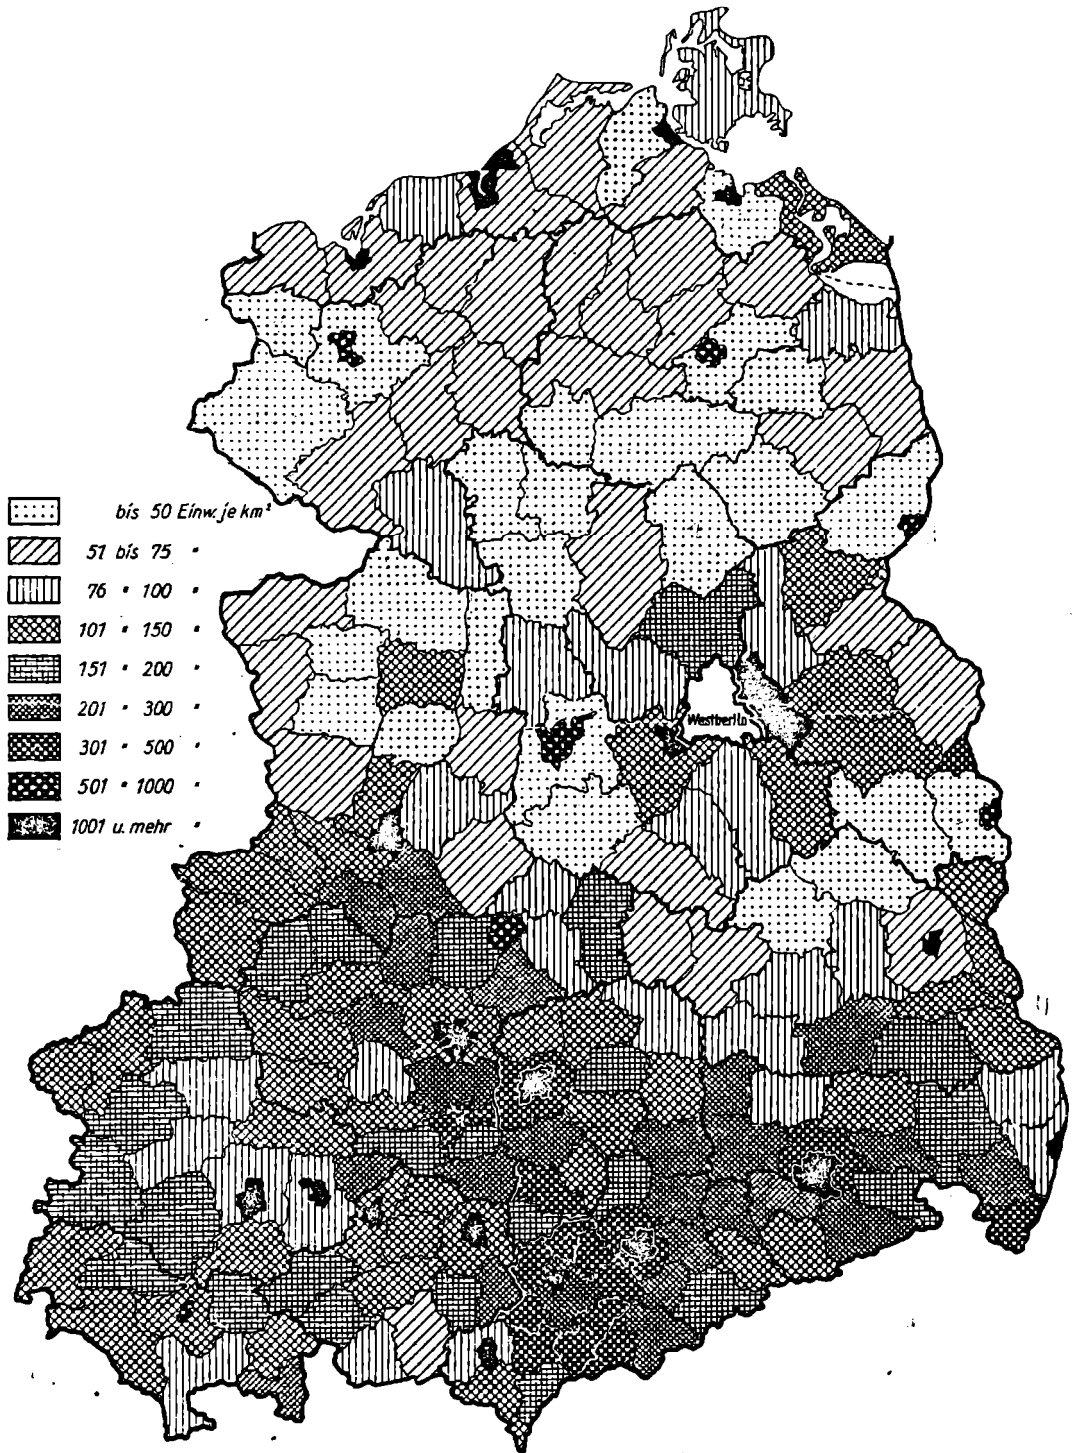 bis 50 Einw. je km²
51 bis 75 "
76 " 100 "
101 " 150 "
151 " 200 "
201 " 300 "
301 " 500 "
501 " 1000 "
1001 u. mehr "
Westberlin